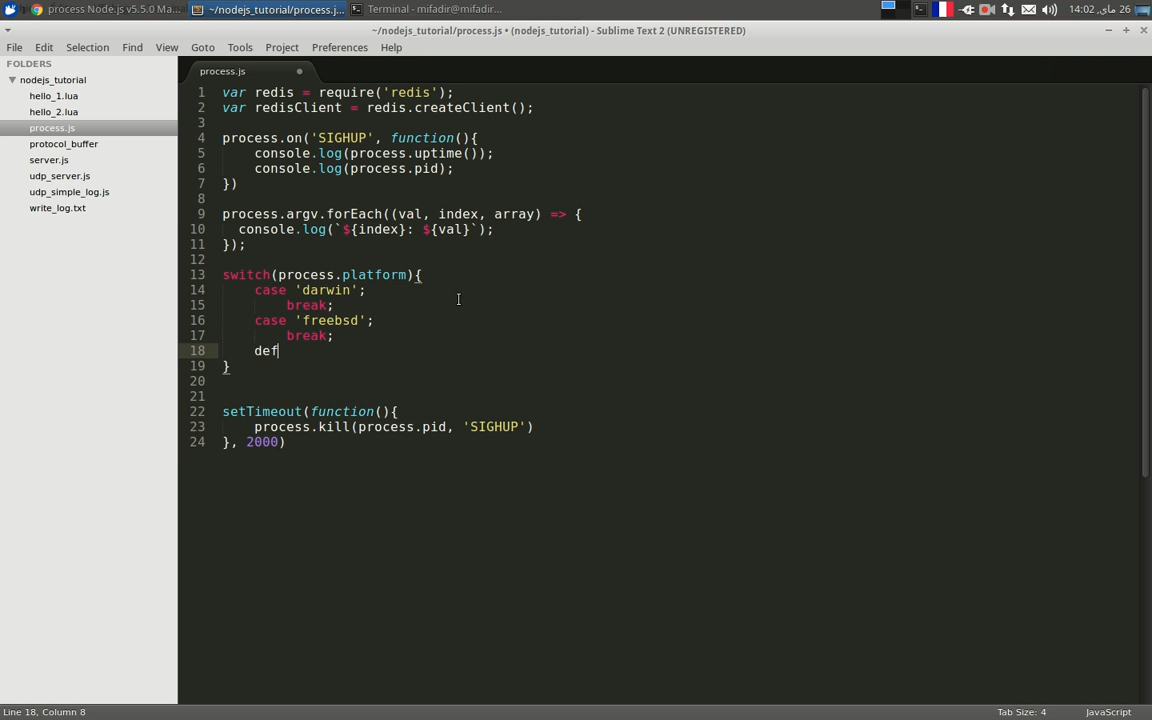 process Node.js v5.5.0 Ma... ~/nodejs_tutorial/process.j... Terminal - mifadir@mifadir... 14:02 ماي, 26
~/nodejs_tutorial/process.js • (nodejs_tutorial) - Sublime Text 2 (UNREGISTERED)
File Edit Selection Find View Goto Tools Project Preferences Help
FOLDERS
nodejs_tutorial
hello_1.lua
hello_2.lua
process.js
protocol_buffer
server.js
udp_server.js
udp_simple_log.js
write_log.txt
process.js
1 var redis = require('redis');
2 var redisClient = redis.createClient();
3
4 process.on('SIGHUP', function(){
5     console.log(process.uptime());
6     console.log(process.pid);
7 })
8
9 process.argv.forEach((val, index, array) => {
10   console.log(`${index}: ${val}`);
11 });
12
13 switch(process.platform){
14     case 'darwin';
15         break;
16     case 'freebsd';
17         break;
18     def
19 }
20
21
22 setTimeout(function(){
23     process.kill(process.pid, 'SIGHUP')
24 }, 2000)
Line 18, Column 8 Tab Size: 4 JavaScript